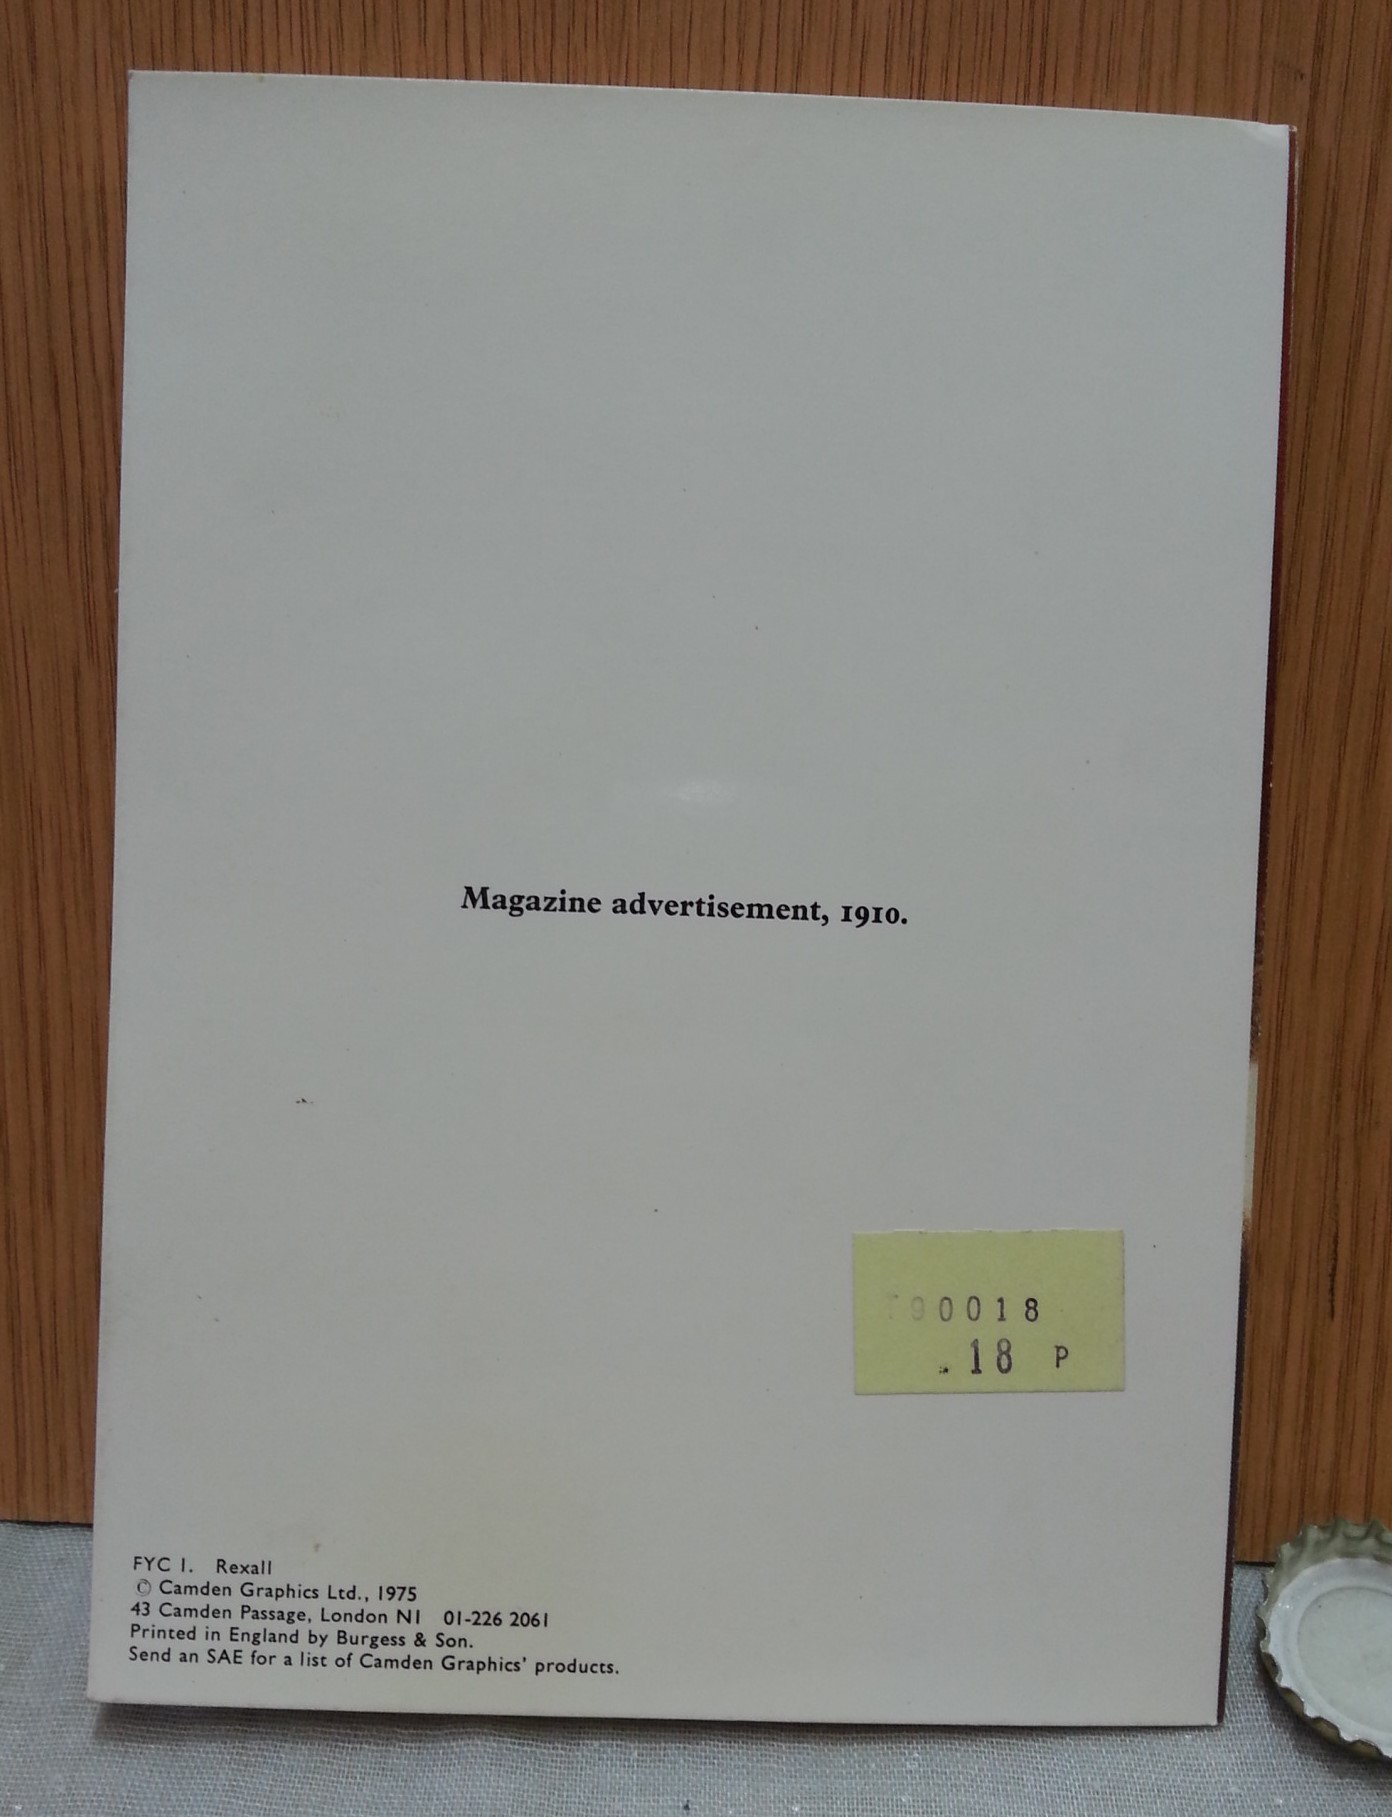 Magazine advertisement, 1910.
T90018
.18 P
FYC 1. Rexall
© Camden Graphics Ltd., 1975
43 Camden Passage, London N1 01-226 2061
Printed in England by Burgess & Son.
Send an SAE for a list of Camden Graphics' products.